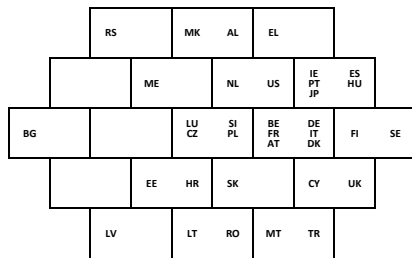 RS MK AL EL
ME NL US IE ES
PT HU
JP
BG LU SI BE DE FI SE
CZ PL FR IT
AT DK
EE HR SK CY UK
LV LT RO MT TR